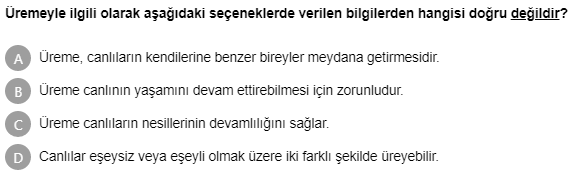 Üremeyle ilgili olarak aşağıdaki seçeneklerde verilen bilgilerden hangisi doğru değildir?
A Üreme, canlıların kendilerine benzer bireyler meydana getirmesidir.
B Üreme canlının yaşamını devam ettirebilmesi için zorunludur.
C Üreme canlıların nesillerinin devamlılığını sağlar.
D Canlılar eşeysiz veya eşeyli olmak üzere iki farklı şekilde üreyebilir.